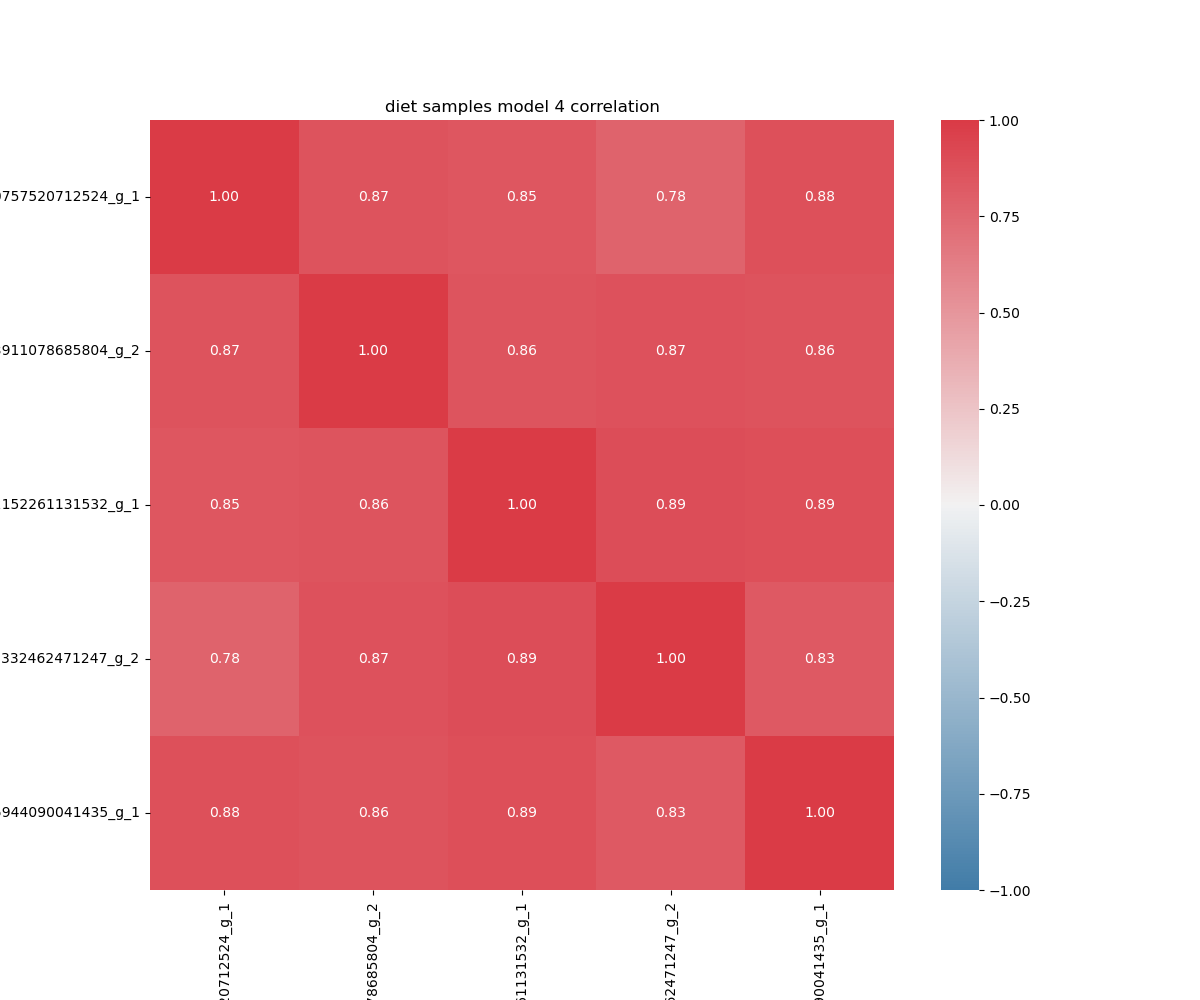 diet samples model 4 correlation
757520712524_g_1 1.00 0.87 0.85 0.78 0.88
911078685804_g_2 0.87 1.00 0.86 0.87 0.86
152261131532_g_1 0.85 0.86 1.00 0.89 0.89
332462471247_g_2 0.78 0.87 0.89 1.00 0.83
944090041435_g_1 0.88 0.86 0.89 0.83 1.00
20712524_g_1
78685804_g_2
61131532_g_1
62471247_g_2
90041435_g_1
1.00
0.75
0.50
0.25
0.00
−0.25
−0.50
−0.75
−1.00